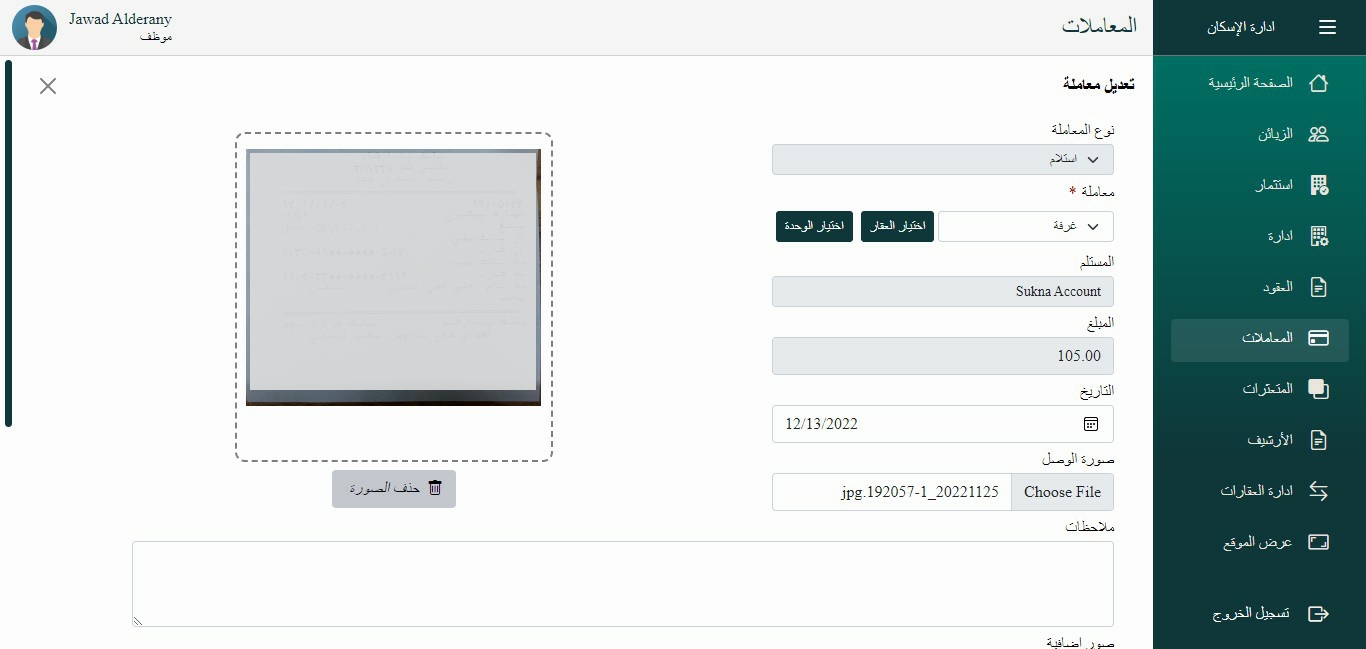 ادارة الإسكان
المعاملات
Jawad Alderany
موظف
الصفحة الرئيسية
الزبائن
استثمار
ادارة
العقود
المعاملات
المتعثرات
الأرشيف
ادارة العقارات
عرض الموقع
تسجيل الخروج
تعديل معاملة
نوع المعاملة
استلام
معاملة *
غرفة
اختيار العقار
اختيار الوحدة
المستلم
Sukna Account
المبلغ
105.00
التاريخ
12/13/2022
صورة الوصل
Choose File
jpg.192057-1_20221125
حذف الصورة
ملاحظات
صور اضافية